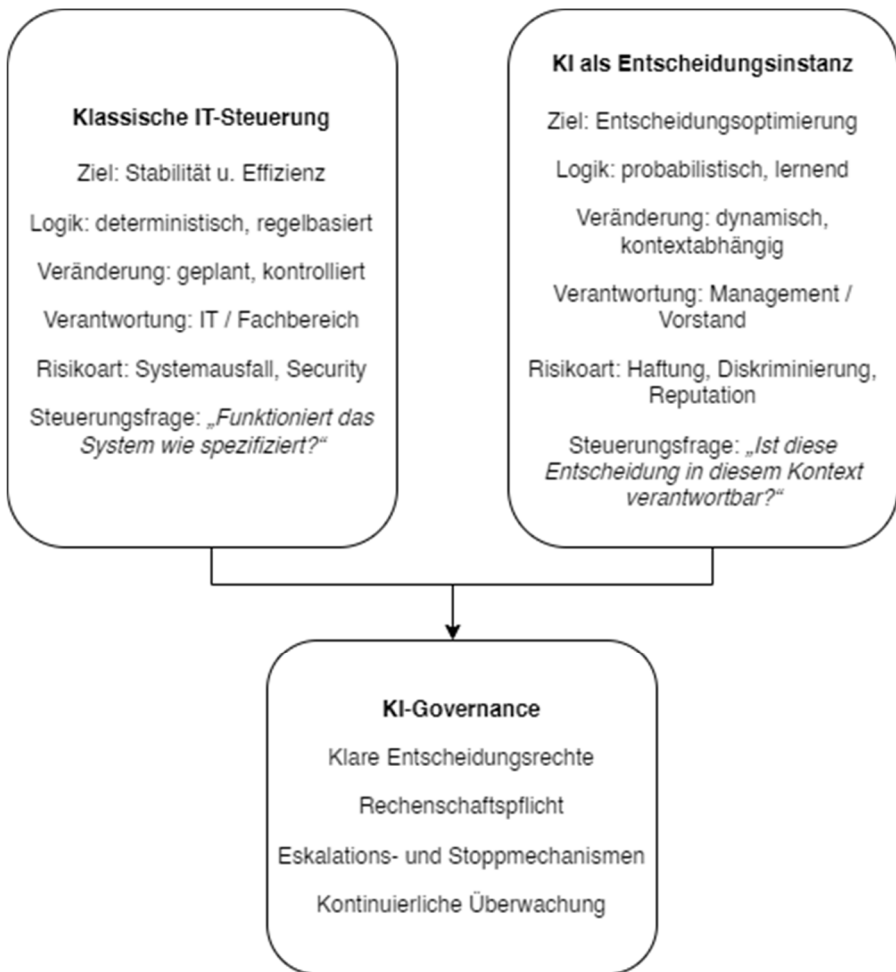 Klassische IT-Steuerung
Ziel: Stabilität u. Effizienz
Logik: deterministisch, regelbasiert
Veränderung: geplant, kontrolliert
Verantwortung: IT / Fachbereich
Risikoart: Systemausfall, Security
Steuerungsfrage: „Funktioniert das
System wie spezifiziert?“
KI als Entscheidungsinstanz
Ziel: Entscheidungsoptimierung
Logik: probabilistisch, lernend
Veränderung: dynamisch,
kontextabhängig
Verantwortung: Management /
Vorstand
Risikoart: Haftung, Diskriminierung,
Reputation
Steuerungsfrage: „Ist diese
Entscheidung in diesem Kontext
verantwortbar?“
KI-Governance
Klare Entscheidungsrechte
Rechenschaftspflicht
Eskalations- und Stoppmechanismen
Kontinuierliche Überwachung